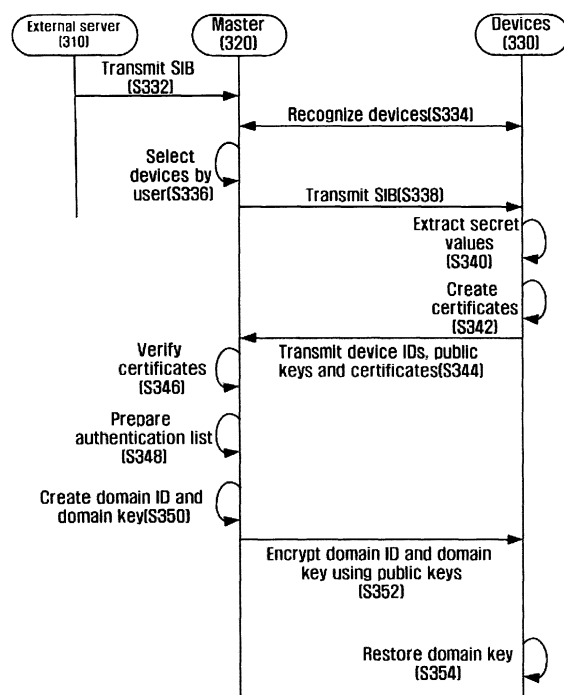 External server
(310)
Master
(320)
Devices
(330)
Transmit SIB
(S332)
Recognize devices(S334)
Select
devices by
user(S336)
Transmit SIB(S338)
Extract secret
values
(S340)
Create
certificates
(S342)
Transmit device IDs, public
keys and certificates(S344)
Verify
certificates
(S346)
Prepare
authentication list
(S348)
Create domain ID and
domain key(S350)
Encrypt domain ID and domain
key using public keys
(S352)
Restore domain key
(S354)